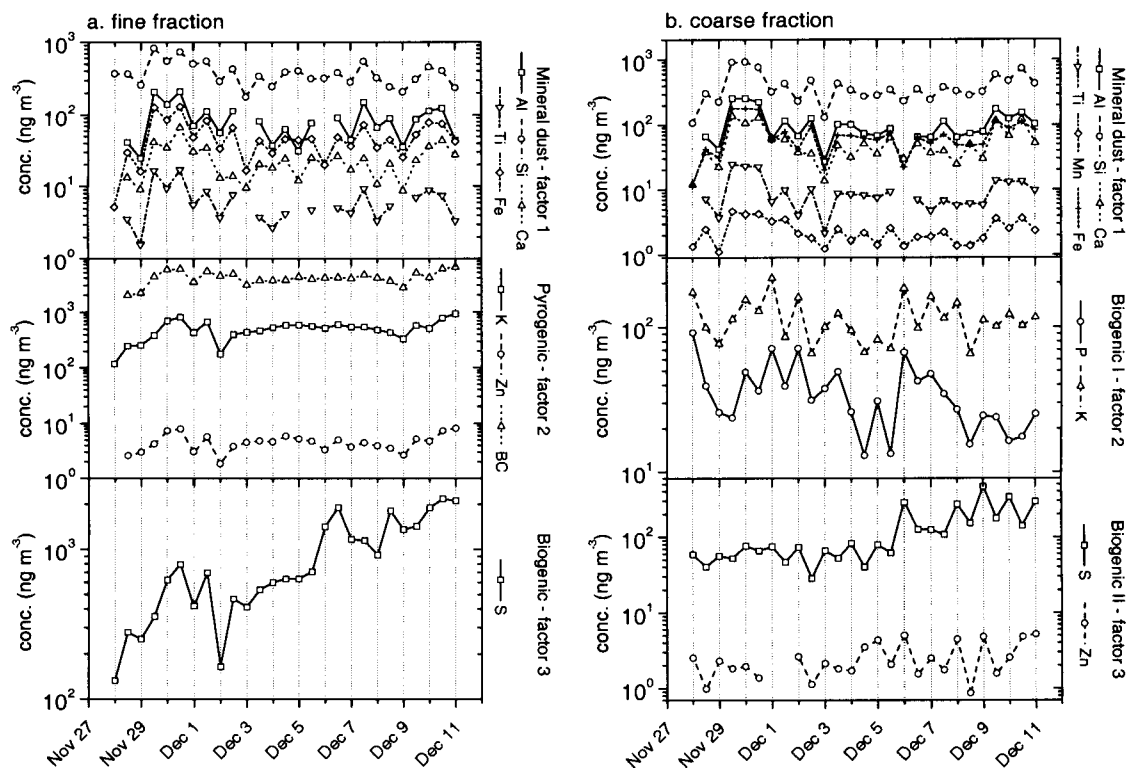 a. fine fraction
conc. (ng m⁻³)
10³
10²
10¹
10⁰
Mineral dust - factor 1
Al
Si
Ca
Ti
Fe
conc. (ng m⁻³)
10⁴
10³
10²
10¹
10⁰
Pyrogenic - factor 2
K
Zn
BC
conc. (ng m⁻³)
10³
10²
Biogenic - factor 3
S
Nov 27
Nov 29
Dec 1
Dec 3
Dec 5
Dec 7
Dec 9
Dec 11
b. coarse fraction
conc. (ng m⁻³)
10³
10²
10¹
10⁰
Mineral dust - factor 1
Al
Si
Ca
Ti
Mn
Fe
conc. (ng m⁻³)
10²
10¹
Biogenic I - factor 2
P
K
conc. (ng m⁻³)
10²
10¹
10⁰
Biogenic II - factor 3
S
Zn
Nov 27
Nov 29
Dec 1
Dec 3
Dec 5
Dec 7
Dec 9
Dec 11